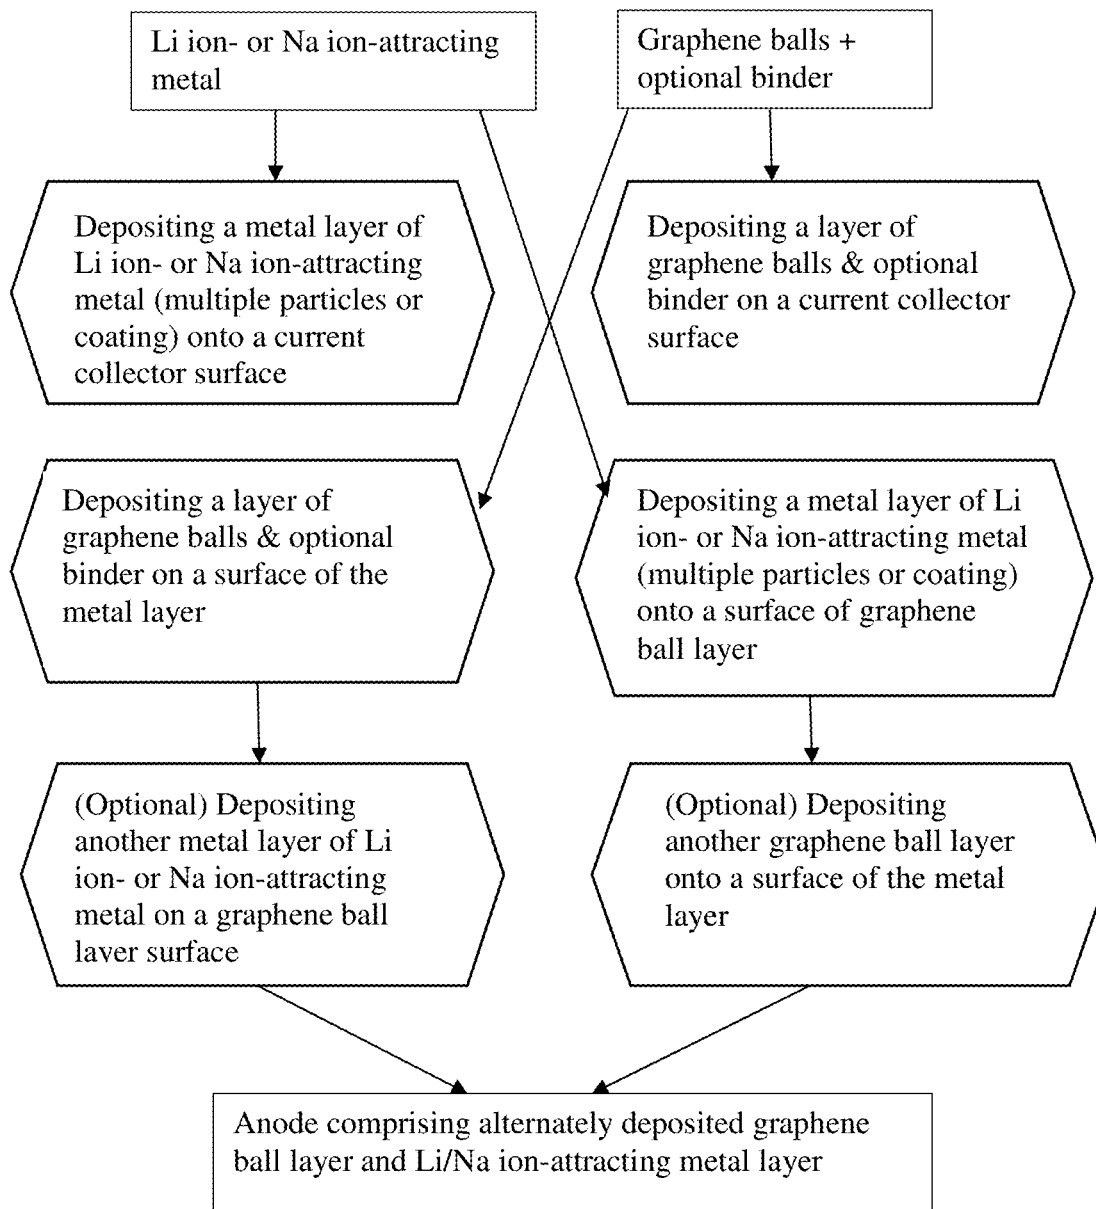 Li ion- or Na ion-attracting
metal
Graphene balls +
optional binder
Depositing a metal layer of
Li ion- or Na ion-attracting
metal (multiple particles or
coating) onto a current
collector surface
Depositing a layer of
graphene balls & optional
binder on a current collector
surface
Depositing a layer of
graphene balls & optional
binder on a surface of the
metal layer
Depositing a metal layer of Li
ion- or Na ion-attracting metal
(multiple particles or coating)
onto a surface of graphene
ball layer
(Optional) Depositing
another metal layer of Li
ion- or Na ion-attracting
metal on a graphene ball
laver surface
(Optional) Depositing
another graphene ball layer
onto a surface of the metal
layer
Anode comprising alternately deposited graphene
ball layer and Li/Na ion-attracting metal layer